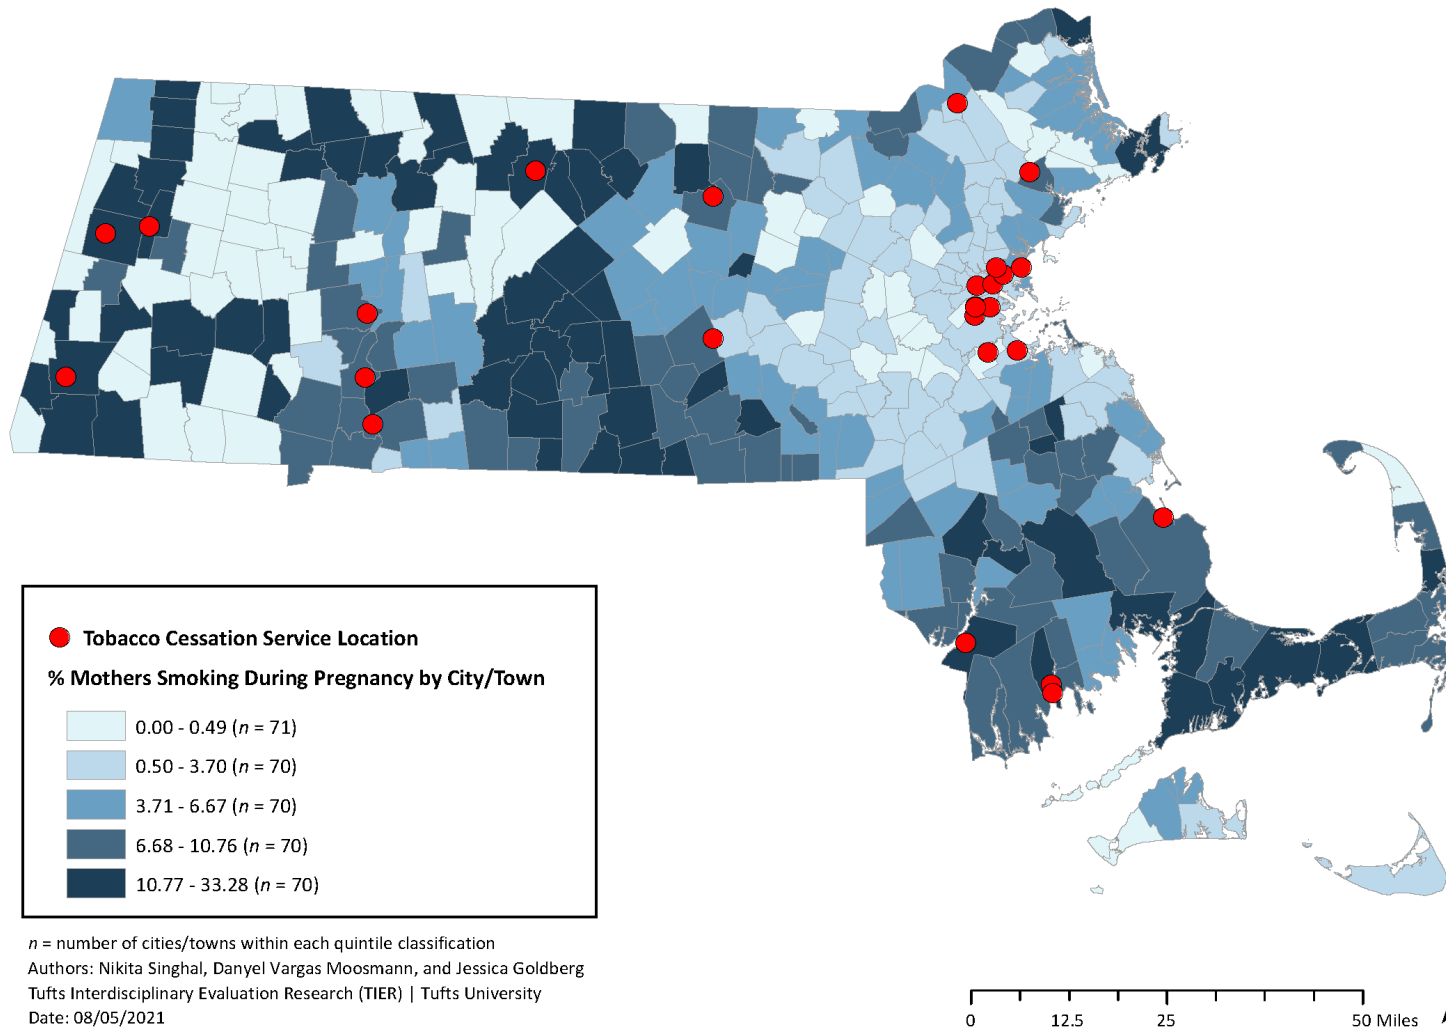 Tobacco Cessation Service Location
% Mothers Smoking During Pregnancy by City/Town
0.00 - 0.49 (n = 71)
0.50 - 3.70 (n = 70)
3.71 - 6.67 (n = 70)
6.68 - 10.76 (n = 70)
10.77 - 33.28 (n = 70)
n = number of cities/towns within each quintile classification
Authors: Nikita Singhal, Danyel Vargas Moosmann, and Jessica Goldberg
Tufts Interdisciplinary Evaluation Research (TIER) | Tufts University
Date: 08/05/2021
0 12.5 25 50 Miles